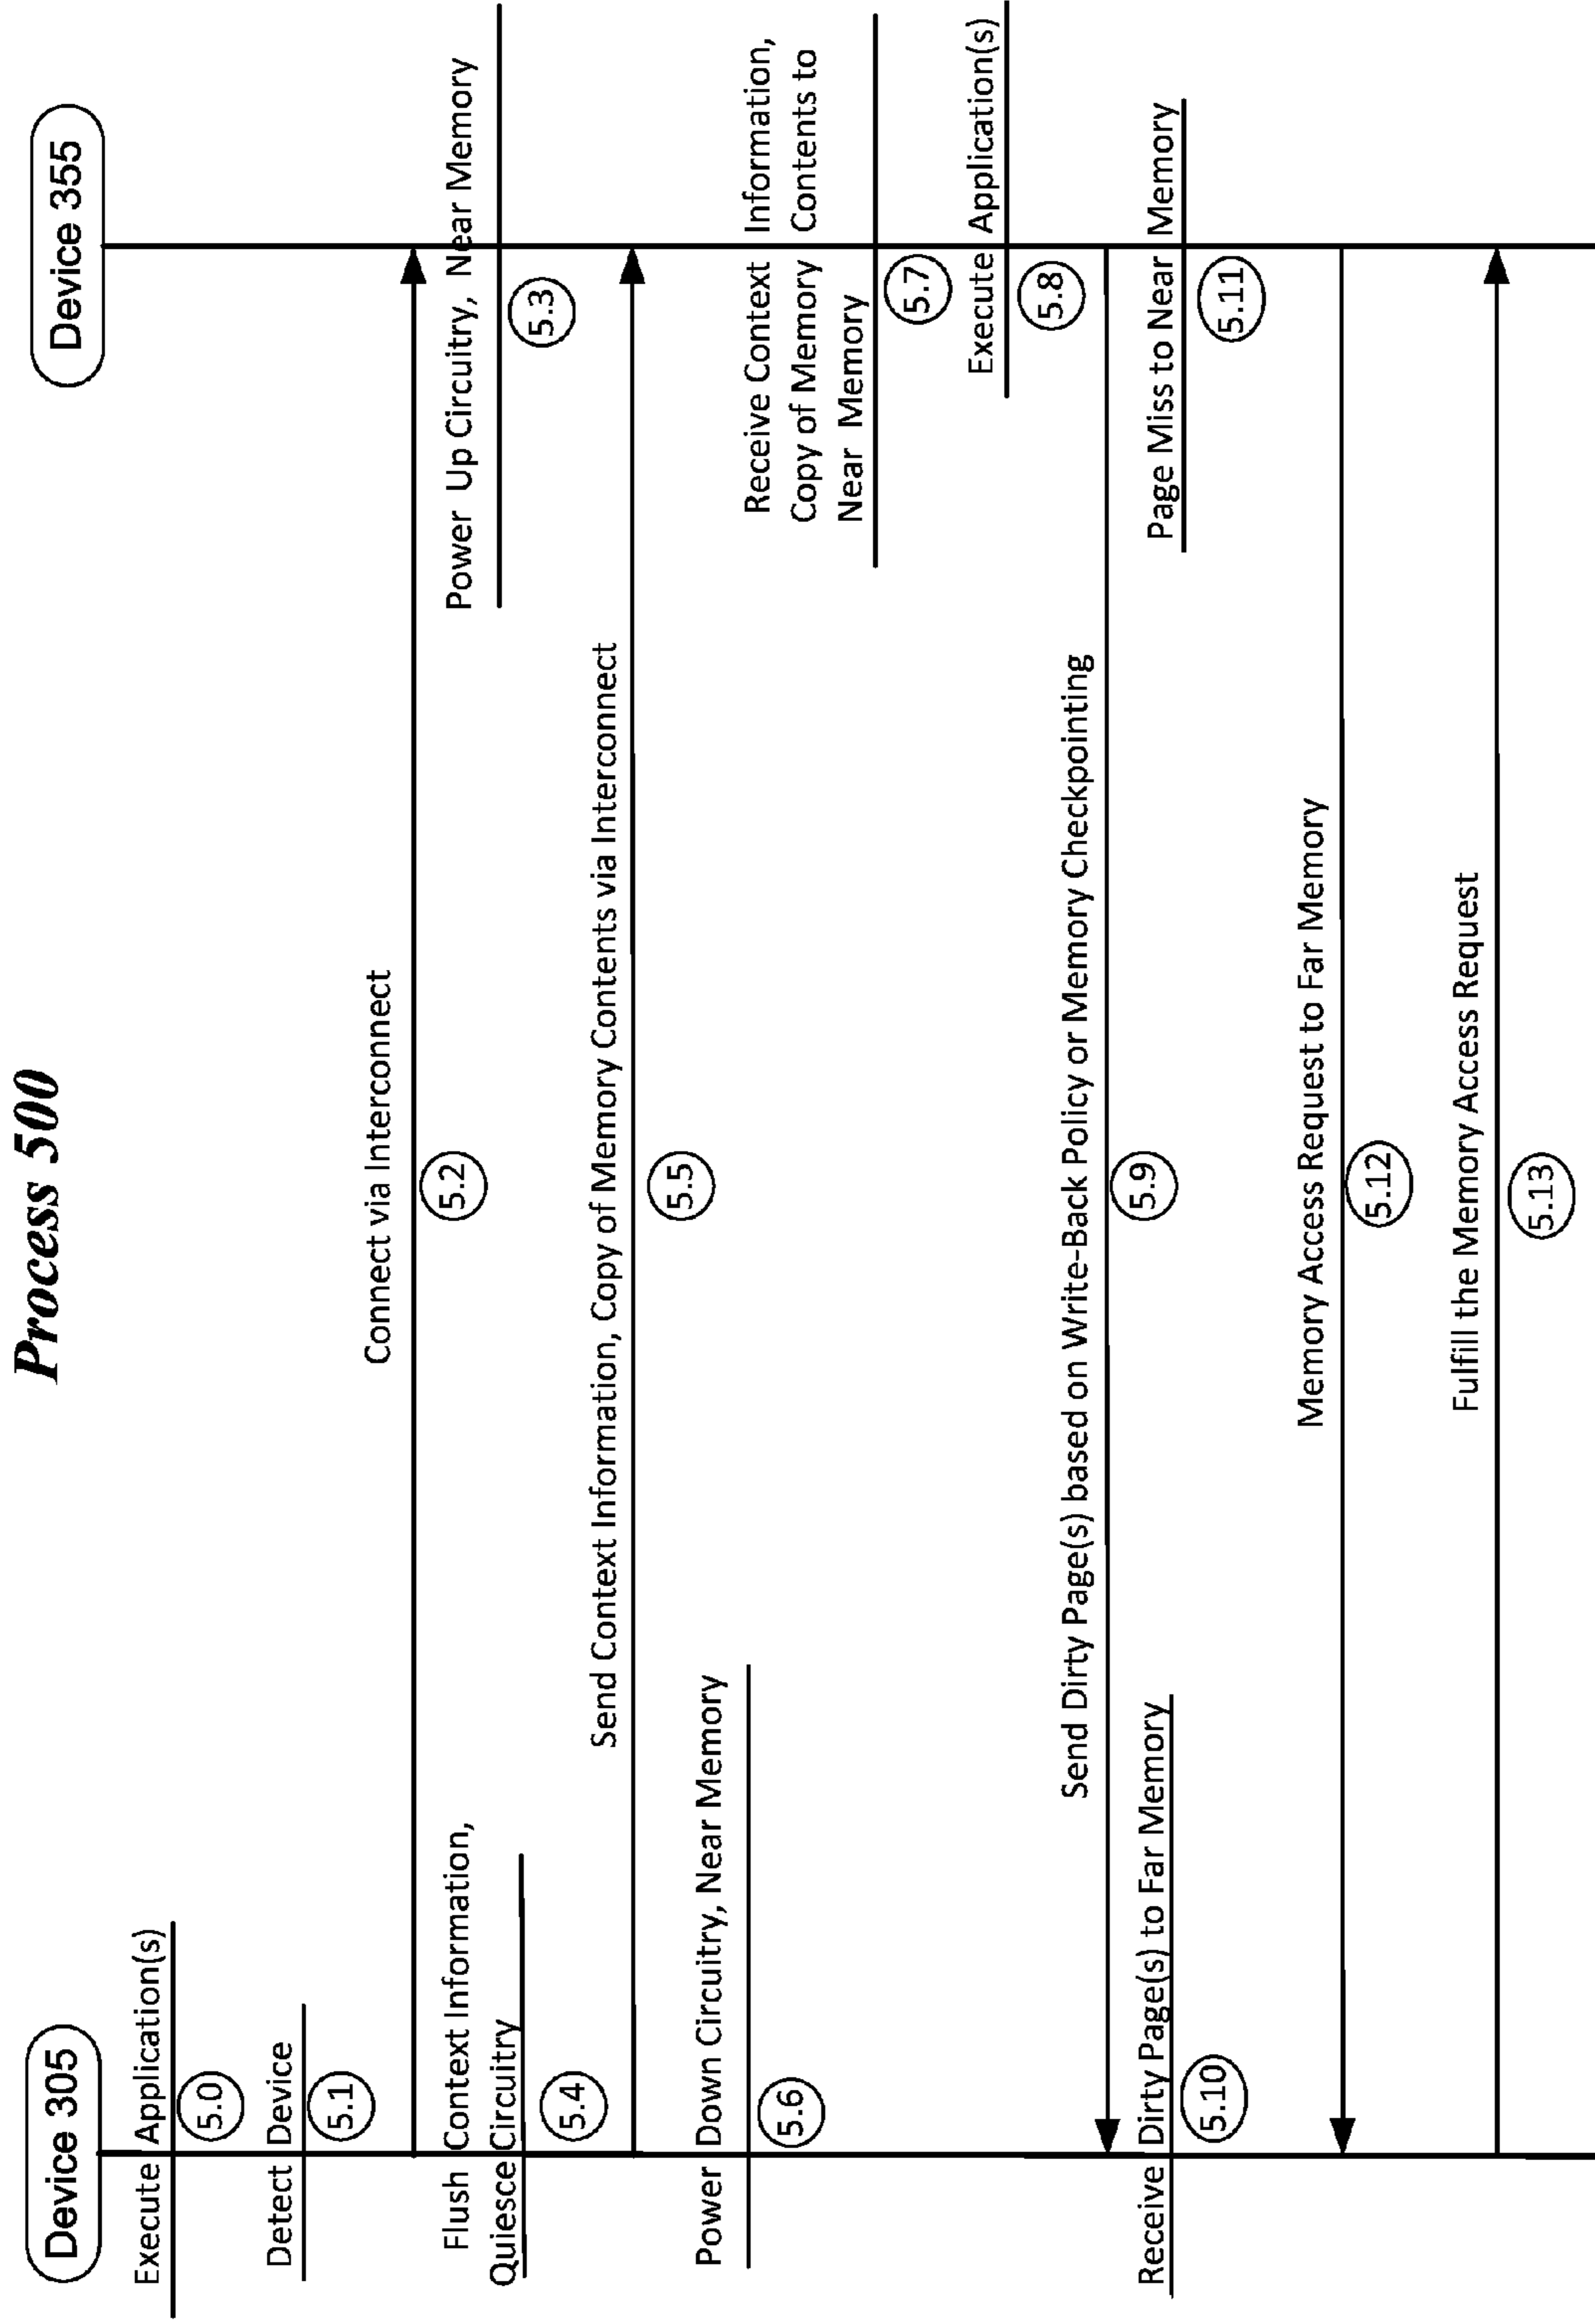 Process 500
Device 305
Device 355
Execute Application(s)
5.0
Detect Device
5.1
Connect via Interconnect
5.2
Power Up Circuitry, Near Memory
5.3
Flush Context Information,
Quiesce Circuitry
5.4
Send Context Information, Copy of Memory Contents via Interconnect
5.5
Power Down Circuitry, Near Memory
5.6
Receive Context Information,
Copy of Memory Contents to
Near Memory
5.7
Execute Application(s)
5.8
Send Dirty Page(s) based on Write-Back Policy or Memory Checkpointing
5.9
Receive Dirty Page(s) to Far Memory
5.10
Page Miss to Near Memory
5.11
Memory Access Request to Far Memory
5.12
Fulfill the Memory Access Request
5.13